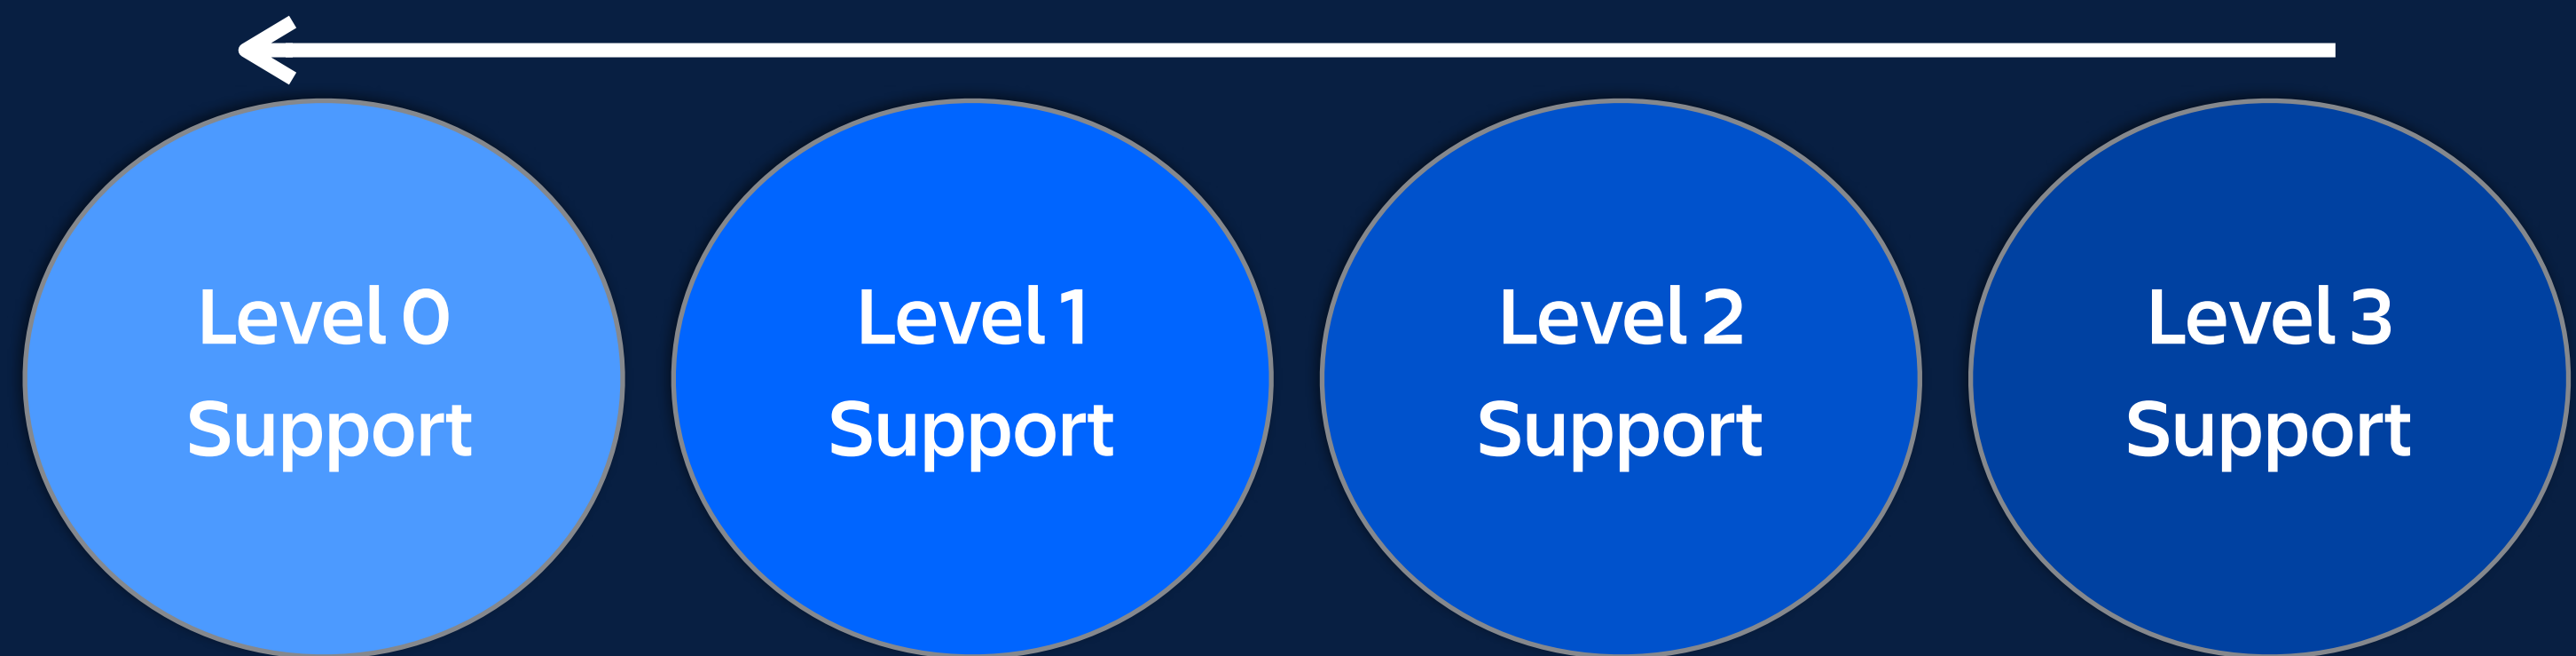 Level 0
Support
Level 1
Support
Level 2
Support
Level 3
Support